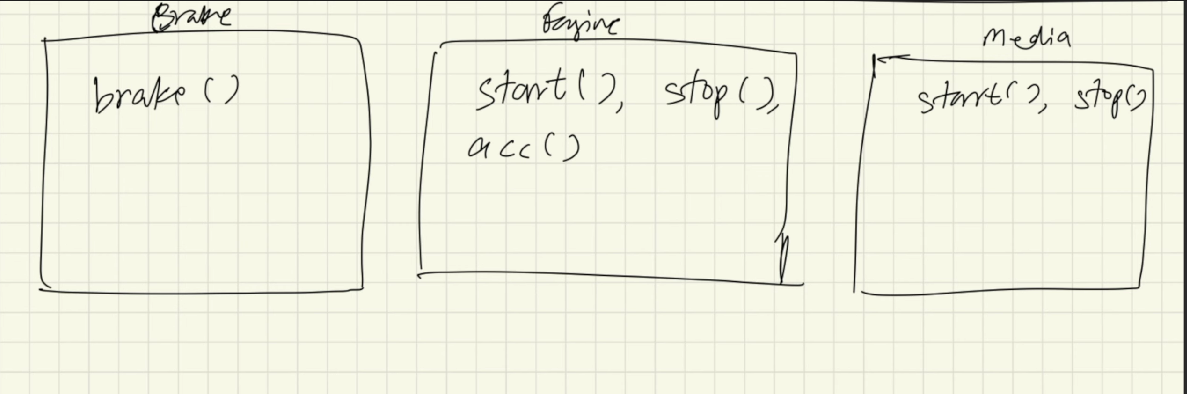 Brake
brake()
Engine
start(), stop(),
acc()
Media
start(), stop()